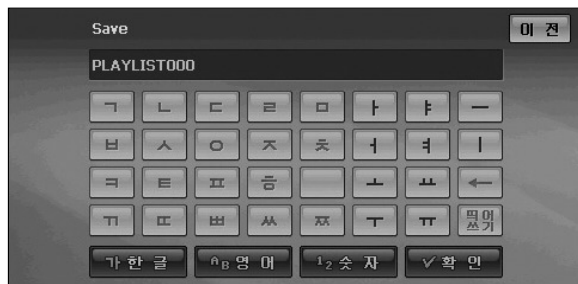 Save
이 전
PLAYLIST000
ㄱ ㄴ ㄷ ㄹ ㅁ ㅏ ㅑ ㅡ
ㅂ ㅅ ㅇ ㅈ ㅊ ㅓ ㅕ ㅣ
ㅋ ㅌ ㅍ ㅎ ㅗ ㅛ ←
ㄲ ㄸ ㅃ ㅆ ㅉ ㅜ ㅠ 띄어
쓰기
가 한 글 AB 영 어 12 숫 자 ✓ 확 인